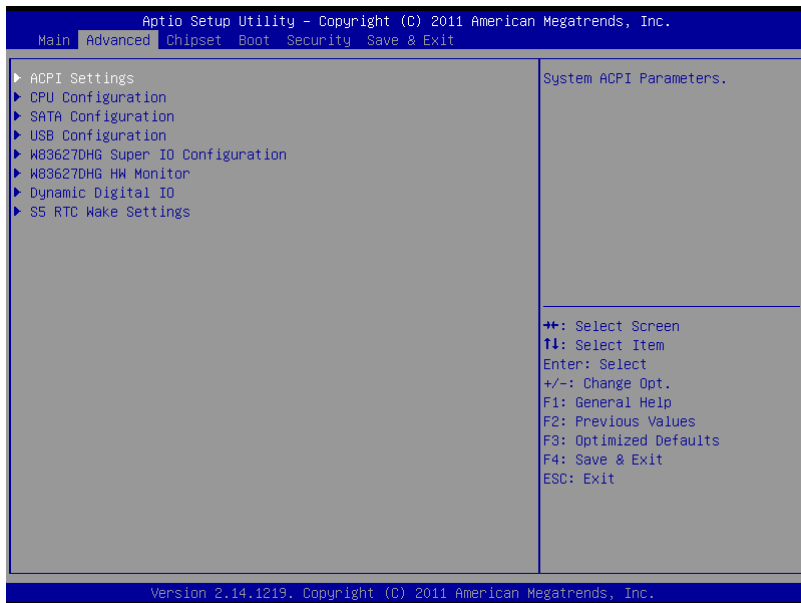 Aptio Setup Utility – Copyright (C) 2011 American Megatrends, Inc.
Main Advanced Chipset Boot Security Save & Exit
ACPI Settings
CPU Configuration
SATA Configuration
USB Configuration
W83627DHG Super IO Configuration
W83627DHG HW Monitor
Dynamic Digital IO
S5 RTC Wake Settings
System ACPI Parameters.
→←: Select Screen
↑↓: Select Item
Enter: Select
+/-: Change Opt.
F1: General Help
F2: Previous Values
F3: Optimized Defaults
F4: Save & Exit
ESC: Exit
Version 2.14.1219. Copyright (C) 2011 American Megatrends, Inc.